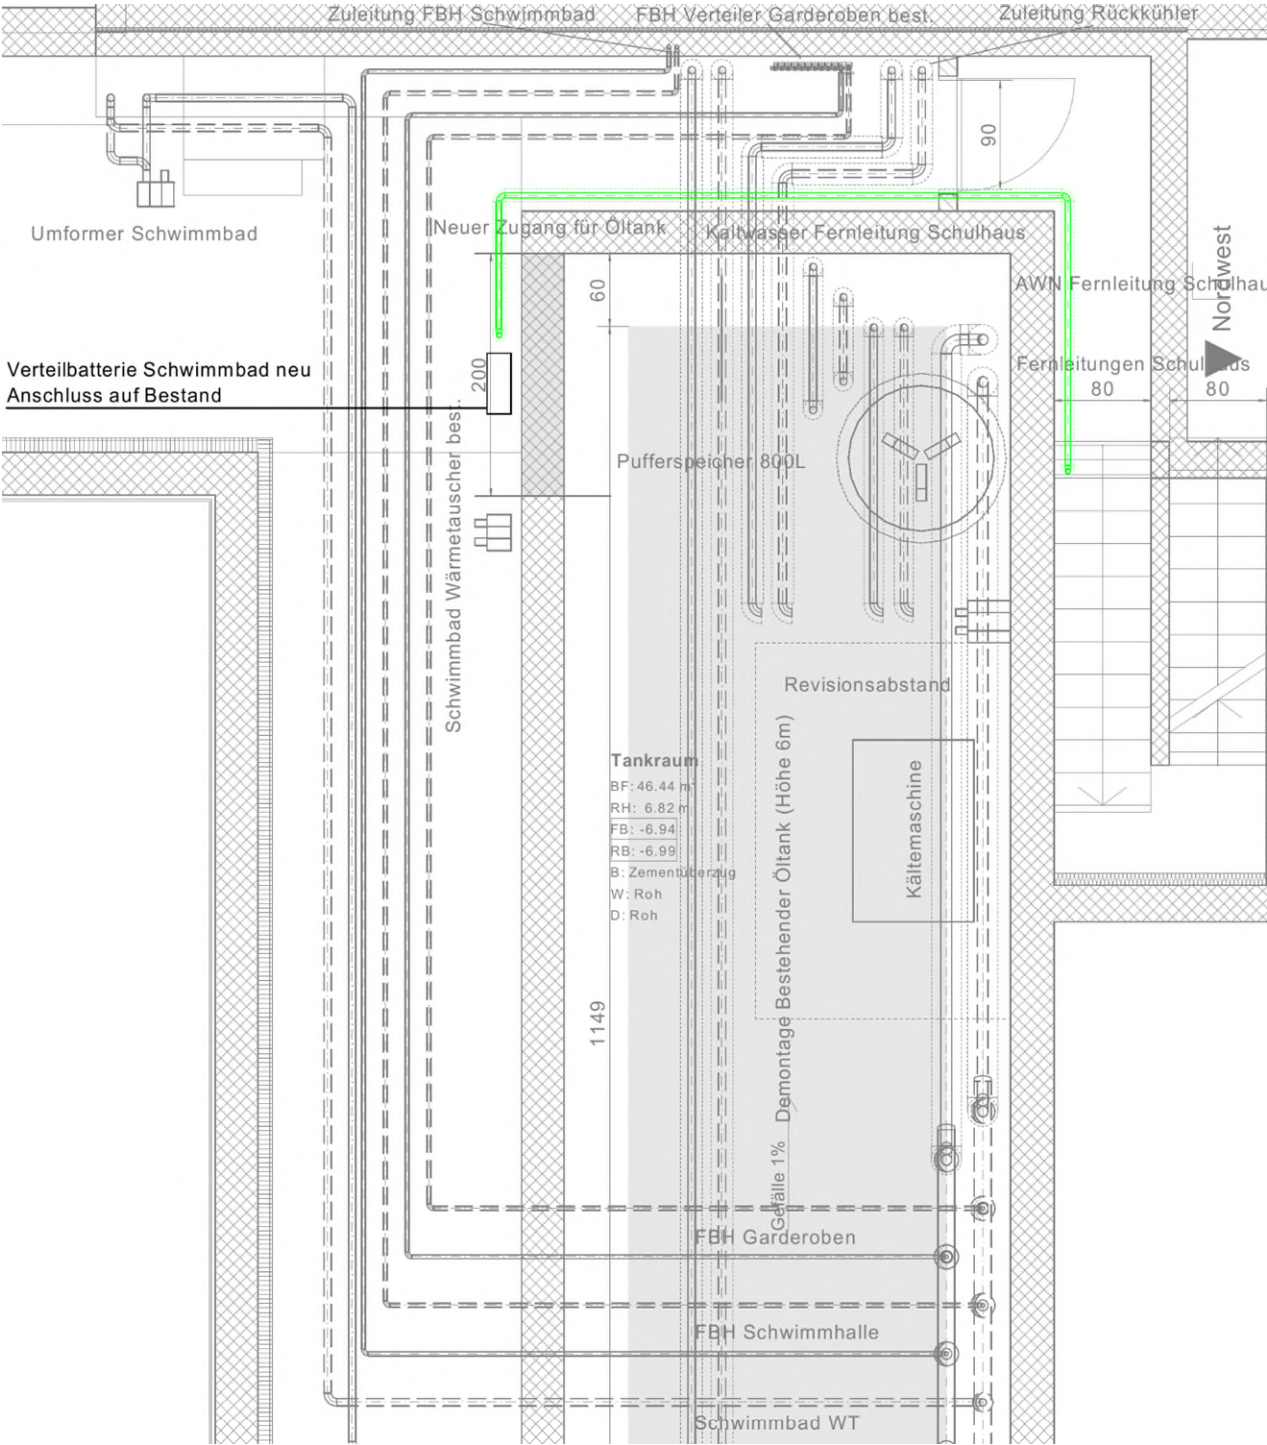 Zuleitung FBH Schwimmbad
FBH Verteiler Garderoben best.
Zuleitung Rückkühler
90
Umformer Schwimmbad
Neuer Zugang für Öltank
Kaltwasser Fernleitung Schulhaus
60
AWN Fernleitung Schulhau
Nordwest
Verteilbatterie Schwimmbad neu
Anschluss auf Bestand
200
Fernleitungen Schulhaus
80
80
Schwimmbad Wärmetauscher best.
Pufferspeicher 800L
Revisionsabstand
Tankraum
BF: 46.44 m²
RH: 6.82 m
FB: -6.94
RB: -6.99
B: Zementüberzug
W: Roh
D: Roh
Demontage Bestehender Öltank (Höhe 6m)
Kältemaschine
1149
Gefälle 1%
FBH Garderoben
FBH Schwimmhalle
Schwimmbad WT